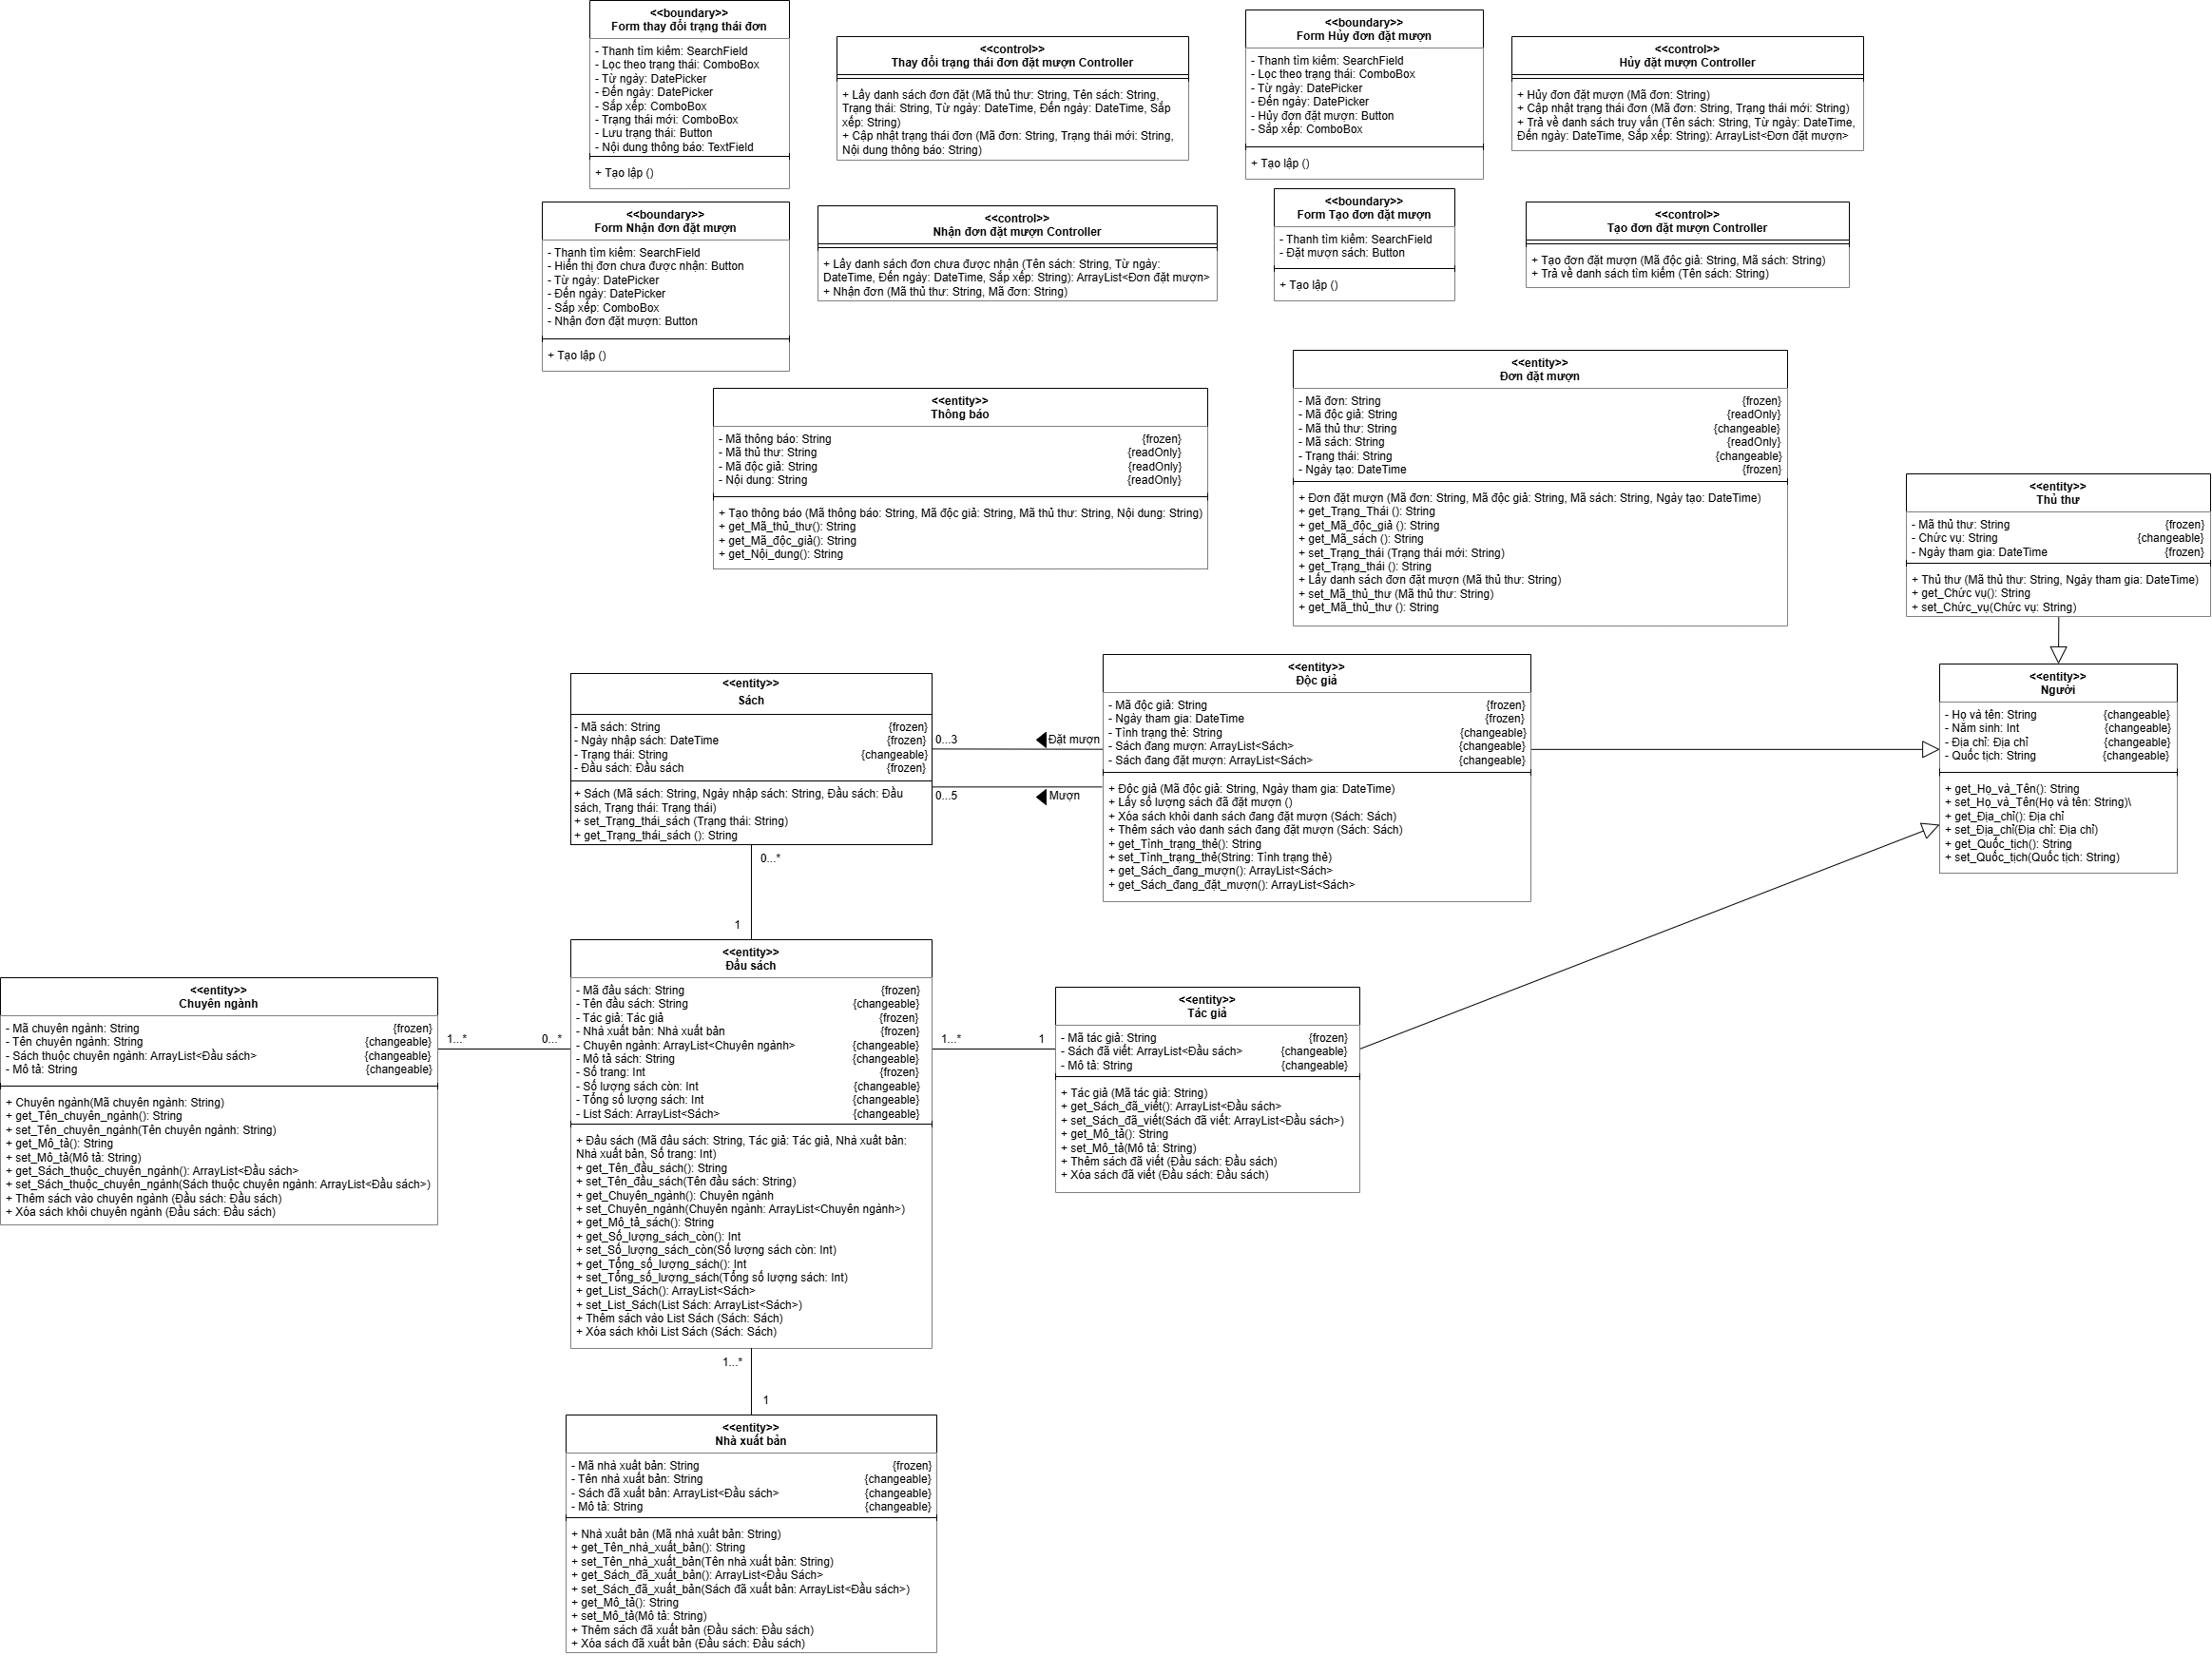 <<boundary>>
Form thay đổi trạng thái đơn
- Thanh tìm kiếm: SearchField
- Lọc theo trạng thái: ComboBox
- Từ ngày: DatePicker
- Đến ngày: DatePicker
- Sắp xếp: ComboBox
- Trạng thái mới: ComboBox
- Lưu trạng thái: Button
- Nội dung thông báo: TextField
+ Tạo lập ()
<<control>>
Thay đổi trạng thái đơn đặt mượn Controller
+ Lấy danh sách đơn đặt (Mã thủ thư: String, Tên sách: String,
Trạng thái: String, Từ ngày: DateTime, Đến ngày: DateTime, Sắp
xếp: String)
+ Cập nhật trạng thái đơn (Mã đơn: String, Trạng thái mới: String,
Nội dung thông báo: String)
<<boundary>>
Form Hủy đơn đặt mượn
- Thanh tìm kiếm: SearchField
- Lọc theo trạng thái: ComboBox
- Từ ngày: DatePicker
- Đến ngày: DatePicker
- Hủy đơn đặt mượn: Button
- Sắp xếp: ComboBox
+ Tạo lập ()
<<control>>
Hủy đặt mượn Controller
+ Hủy đơn đặt mượn (Mã đơn: String)
+ Cập nhật trạng thái đơn (Mã đơn: String, Trạng thái mới: String)
+ Trả về danh sách truy vấn (Tên sách: String, Từ ngày: DateTime,
Đến ngày: DateTime, Sắp xếp: String): ArrayList<Đơn đặt mượn>
<<boundary>>
Form Nhận đơn đặt mượn
- Thanh tìm kiếm: SearchField
- Hiển thị đơn chưa được nhận: Button
- Từ ngày: DatePicker
- Đến ngày: DatePicker
- Sắp xếp: ComboBox
- Nhận đơn đặt mượn: Button
+ Tạo lập ()
<<control>>
Nhận đơn đặt mượn Controller
+ Lấy danh sách đơn chưa được nhận (Tên sách: String, Từ ngày:
DateTime, Đến ngày: DateTime, Sắp xếp: String): ArrayList<Đơn đặt mượn>
+ Nhận đơn (Mã thủ thư: String, Mã đơn: String)
<<boundary>>
Form Tạo đơn đặt mượn
- Thanh tìm kiếm: SearchField
- Đặt mượn sách: Button
+ Tạo lập ()
<<control>>
Tạo đơn đặt mượn Controller
+ Tạo đơn đặt mượn (Mã độc giả: String, Mã sách: String)
+ Trả về danh sách tìm kiếm (Tên sách: String)
<<entity>>
Thông báo
- Mã thông báo: String {frozen}
- Mã thủ thư: String {readOnly}
- Mã độc giả: String {readOnly}
- Nội dung: String {readOnly}
+ Tạo thông báo (Mã thông báo: String, Mã độc giả: String, Mã thủ thư: String, Nội dung: String)
+ get_Mã_thủ_thư(): String
+ get_Mã_độc_giả(): String
+ get_Nội_dung(): String
<<entity>>
Đơn đặt mượn
- Mã đơn: String {frozen}
- Mã độc giả: String {readOnly}
- Mã thủ thư: String {changeable}
- Mã sách: String {readOnly}
- Trạng thái: String {changeable}
- Ngày tạo: DateTime {frozen}
+ Đơn đặt mượn (Mã đơn: String, Mã độc giả: String, Mã sách: String, Ngày tạo: DateTime)
+ get_Trạng_Thái (): String
+ get_Mã_độc_giả (): String
+ get_Mã_sách (): String
+ set_Trạng_thái (Trạng thái mới: String)
+ get_Trạng_thái (): String
+ Lấy danh sách đơn đặt mượn (Mã thủ thư: String)
+ set_Mã_thủ_thư (Mã thủ thư: String)
+ get_Mã_thủ_thư (): String
<<entity>>
Thủ thư
- Mã thủ thư: String {frozen}
- Chức vụ: String {changeable}
- Ngày tham gia: DateTime {frozen}
+ Thủ thư (Mã thủ thư: String, Ngày tham gia: DateTime)
+ get_Chức vụ(): String
+ set_Chức_vụ(Chức vụ: String)
<<entity>>
Sách
- Mã sách: String {frozen}
- Ngày nhập sách: DateTime {frozen}
- Trạng thái: String {changeable}
- Đầu sách: Đầu sách {frozen}
+ Sách (Mã sách: String, Ngày nhập sách: String, Đầu sách: Đầu
sách, Trạng thái: Trạng thái)
+ set_Trạng_thái_sách (Trạng thái: String)
+ get_Trạng_thái_sách (): String
0...3 Đặt mượn
0...5 Mượn
<<entity>>
Độc giả
- Mã độc giả: String {frozen}
- Ngày tham gia: DateTime {frozen}
- Tình trạng thẻ: String {changeable}
- Sách đang mượn: ArrayList<Sách> {changeable}
- Sách đang đặt mượn: ArrayList<Sách> {changeable}
+ Độc giả (Mã độc giả: String, Ngày tham gia: DateTime)
+ Lấy số lượng sách đã đặt mượn ()
+ Xóa sách khỏi danh sách đang đặt mượn (Sách: Sách)
+ Thêm sách vào danh sách đang đặt mượn (Sách: Sách)
+ get_Tình_trạng_thẻ(): String
+ set_Tình_trạng_thẻ(String: Tình trạng thẻ)
+ get_Sách_đang_mượn(): ArrayList<Sách>
+ get_Sách_đang_đặt_mượn(): ArrayList<Sách>
<<entity>>
Người
- Họ và tên: String {changeable}
- Năm sinh: Int {changeable}
- Địa chỉ: Địa chỉ {changeable}
- Quốc tịch: String {changeable}
+ get_Họ_và_Tên(): String
+ set_Họ_và_Tên(Họ và tên: String)\
+ get_Địa_chỉ(): Địa chỉ
+ set_Địa_chỉ(Địa chỉ: Địa chỉ)
+ get_Quốc_tịch(): String
+ set_Quốc_tịch(Quốc tịch: String)
0...*
1
<<entity>>
Chuyên ngành
- Mã chuyên ngành: String {frozen}
- Tên chuyên ngành: String {changeable}
- Sách thuộc chuyên ngành: ArrayList<Đầu sách> {changeable}
- Mô tả: String {changeable}
+ Chuyên ngành(Mã chuyên ngành: String)
+ get_Tên_chuyên_ngành(): String
+ set_Tên_chuyên_ngành(Tên chuyên ngành: String)
+ get_Mô_tả(): String
+ set_Mô_tả(Mô tả: String)
+ get_Sách_thuộc_chuyên_ngành(): ArrayList<Đầu sách>
+ set_Sách_thuộc_chuyên_ngành(Sách thuộc chuyên ngành: ArrayList<Đầu sách>)
+ Thêm sách vào chuyên ngành (Đầu sách: Đầu sách)
+ Xóa sách khỏi chuyên ngành (Đầu sách: Đầu sách)
1...* 0...*
<<entity>>
Đầu sách
- Mã đầu sách: String {frozen}
- Tên đầu sách: String {changeable}
- Tác giả: Tác giả {frozen}
- Nhà xuất bản: Nhà xuất bản {frozen}
- Chuyên ngành: ArrayList<Chuyên ngành> {changeable}
- Mô tả sách: String {changeable}
- Số trang: Int {frozen}
- Số lượng sách còn: Int {changeable}
- Tổng số lượng sách: Int {changeable}
- List Sách: ArrayList<Sách> {changeable}
+ Đầu sách (Mã đầu sách: String, Tác giả: Tác giả, Nhà xuất bản:
Nhà xuất bản, Số trang: Int)
+ get_Tên_đầu_sách(): String
+ set_Tên_đầu_sách(Tên đầu sách: String)
+ get_Chuyên_ngành(): Chuyên ngành
+ set_Chuyên_ngành(Chuyên ngành: ArrayList<Chuyên ngành>)
+ get_Mô_tả_sách(): String
+ get_Số_lượng_sách_còn(): Int
+ set_Số_lượng_sách_còn(Số lượng sách còn: Int)
+ get_Tổng_số_lượng_sách(): Int
+ set_Tổng_số_lượng_sách(Tổng số lượng sách: Int)
+ get_List_Sách(): ArrayList<Sách>
+ set_List_Sách(List Sách: ArrayList<Sách>)
+ Thêm sách vào List Sách (Sách: Sách)
+ Xóa sách khỏi List Sách (Sách: Sách)
1...* 1
<<entity>>
Tác giả
- Mã tác giả: String {frozen}
- Sách đã viết: ArrayList<Đầu sách> {changeable}
- Mô tả: String {changeable}
+ Tác giả (Mã tác giả: String)
+ get_Sách_đã_viết(): ArrayList<Đầu sách>
+ set_Sách_đã_viết(Sách đã viết: ArrayList<Đầu sách>)
+ get_Mô_tả(): String
+ set_Mô_tả(Mô tả: String)
+ Thêm sách đã viết (Đầu sách: Đầu sách)
+ Xóa sách đã viết (Đầu sách: Đầu sách)
1...*
1
<<entity>>
Nhà xuất bản
- Mã nhà xuất bản: String {frozen}
- Tên nhà xuất bản: String {changeable}
- Sách đã xuất bản: ArrayList<Đầu sách> {changeable}
- Mô tả: String {changeable}
+ Nhà xuất bản (Mã nhà xuất bản: String)
+ get_Tên_nhà_xuất_bản(): String
+ set_Tên_nhà_xuất_bản(Tên nhà xuất bản: String)
+ get_Sách_đã_xuất_bản(): ArrayList<Đầu Sách>
+ set_Sách_đã_xuất_bản(Sách đã xuất bản: ArrayList<Đầu sách>)
+ get_Mô_tả(): String
+ set_Mô_tả(Mô tả: String)
+ Thêm sách đã xuất bản (Đầu sách: Đầu sách)
+ Xóa sách đã xuất bản (Đầu sách: Đầu sách)